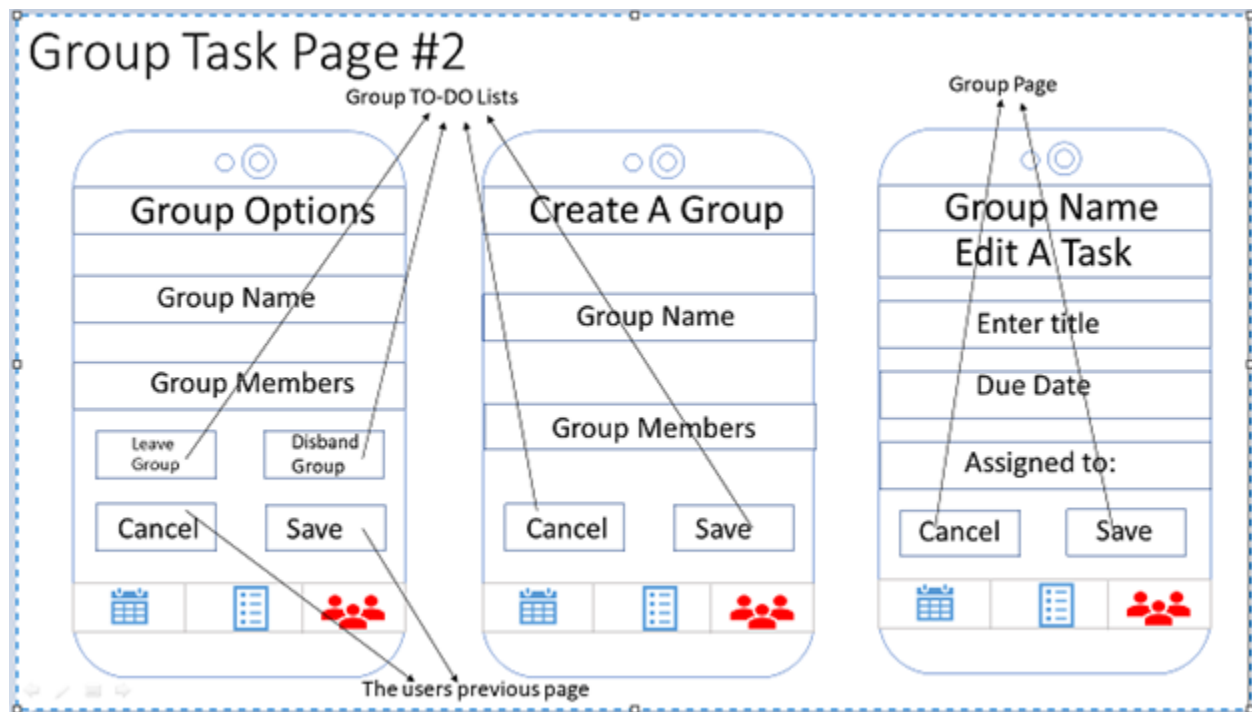 Group Task Page #2
Group TO-DO Lists
Group Page
Group Options
Group Name
Group Members
Leave
Group
Disband
Group
Cancel
Save
Create A Group
Group Name
Group Members
Cancel
Save
Group Name
Edit A Task
Enter title
Due Date
Assigned to:
Cancel
Save
The users previous page